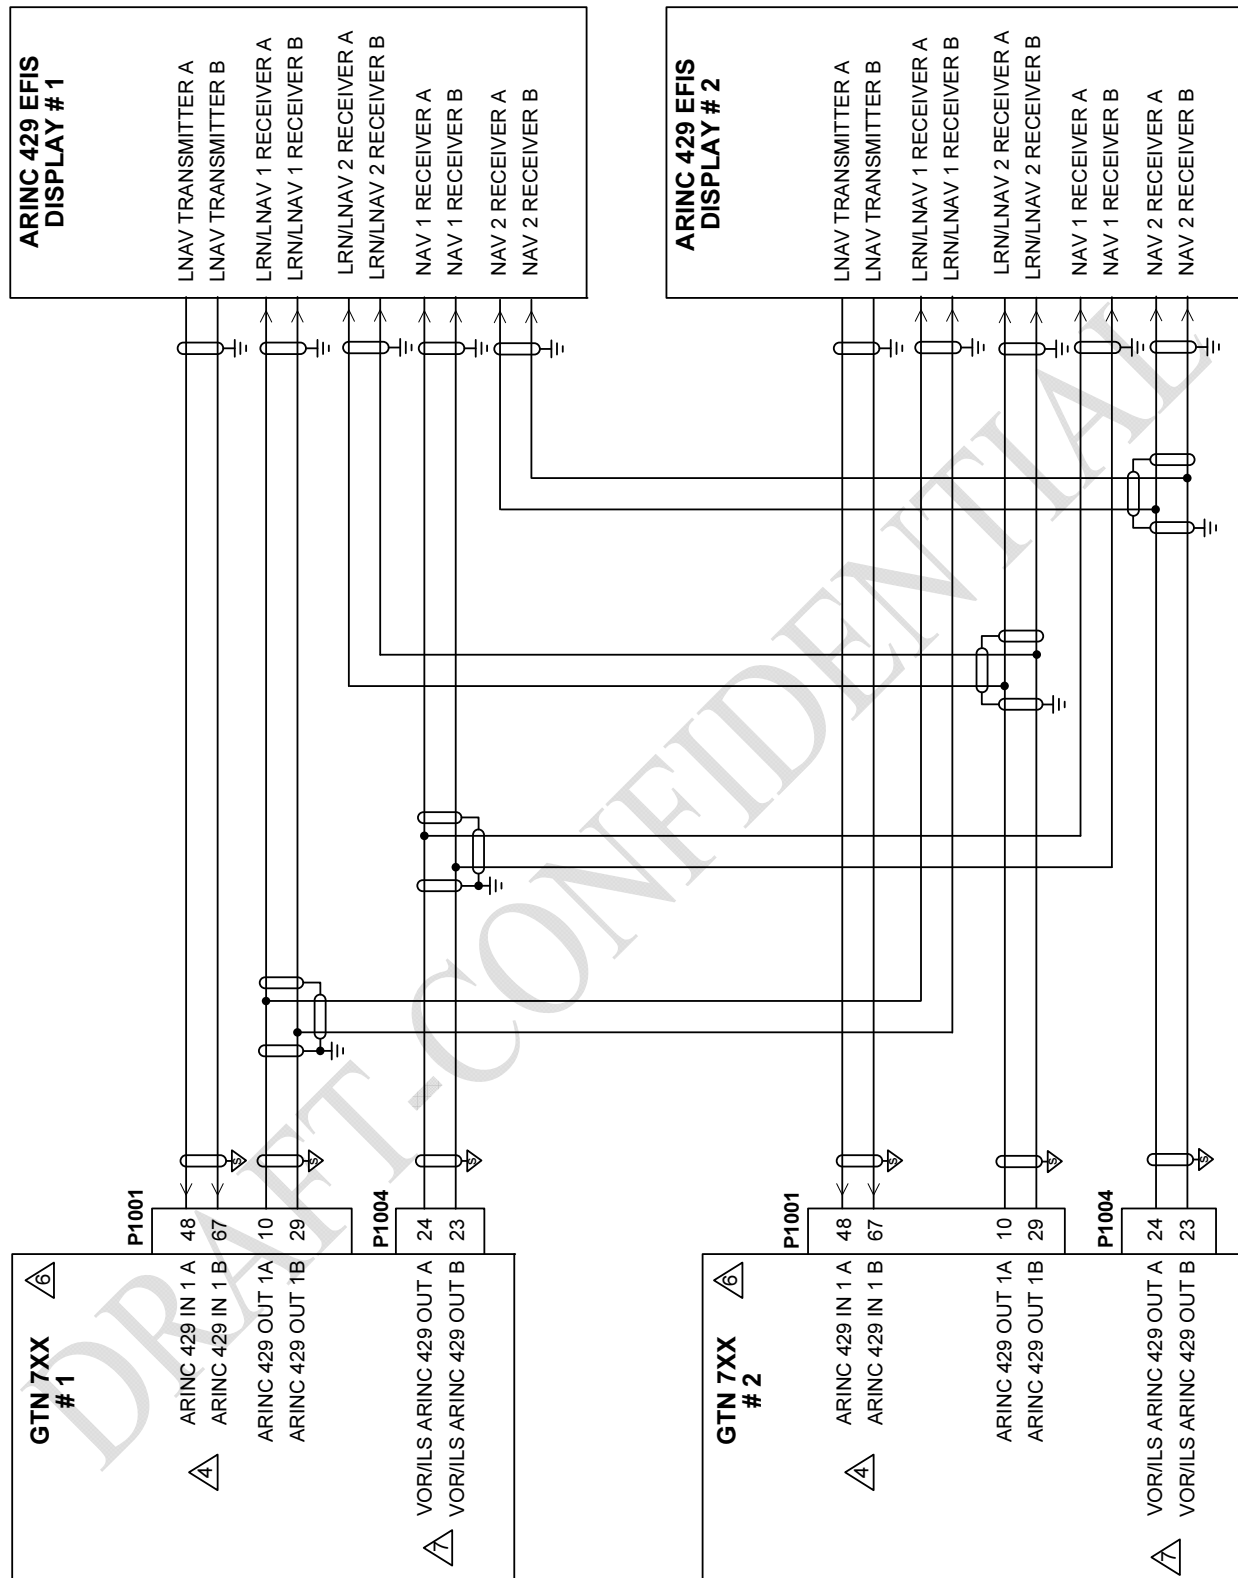 ARINC 429 EFIS
DISPLAY # 1
LNAV TRANSMITTER A
LNAV TRANSMITTER B
LRN/LNAV 1 RECEIVER A
LRN/LNAV 1 RECEIVER B
LRN/LNAV 2 RECEIVER A
LRN/LNAV 2 RECEIVER B
NAV 1 RECEIVER A
NAV 1 RECEIVER B
NAV 2 RECEIVER A
NAV 2 RECEIVER B
ARINC 429 EFIS
DISPLAY # 2
LNAV TRANSMITTER A
LNAV TRANSMITTER B
LRN/LNAV 1 RECEIVER A
LRN/LNAV 1 RECEIVER B
LRN/LNAV 2 RECEIVER A
LRN/LNAV 2 RECEIVER B
NAV 1 RECEIVER A
NAV 1 RECEIVER B
NAV 2 RECEIVER A
NAV 2 RECEIVER B
DRAFT-CONFIDENTIAL
S
S
S
S
S
S
P1001
48
67
10
29
P1004
24
23
P1001
48
67
10
29
P1004
24
23
GTN 7XX
# 1
6
ARINC 429 IN 1 A
ARINC 429 IN 1 B
4
ARINC 429 OUT 1A
ARINC 429 OUT 1B
VOR/ILS ARINC 429 OUT A
VOR/ILS ARINC 429 OUT B
7
GTN 7XX
# 2
6
ARINC 429 IN 1 A
ARINC 429 IN 1 B
4
ARINC 429 OUT 1A
ARINC 429 OUT 1B
VOR/ILS ARINC 429 OUT A
VOR/ILS ARINC 429 OUT B
7